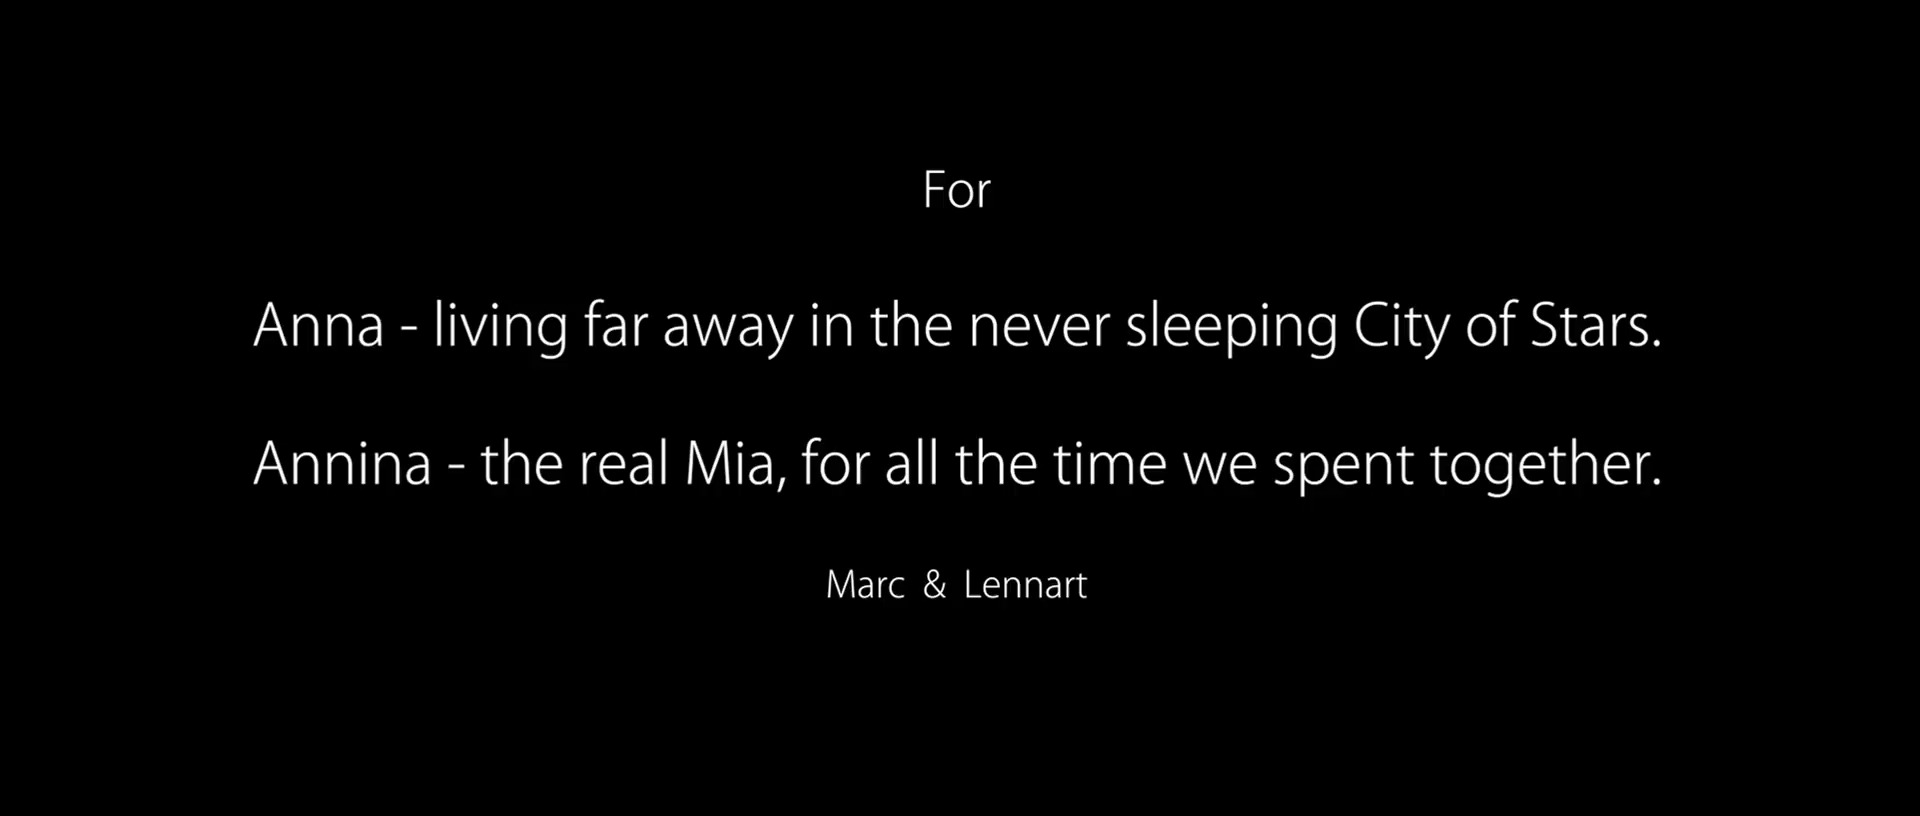 For
Anna - living far away in the never sleeping City of Stars.
Annina - the real Mia, for all the time we spent together.
Marc & Lennart